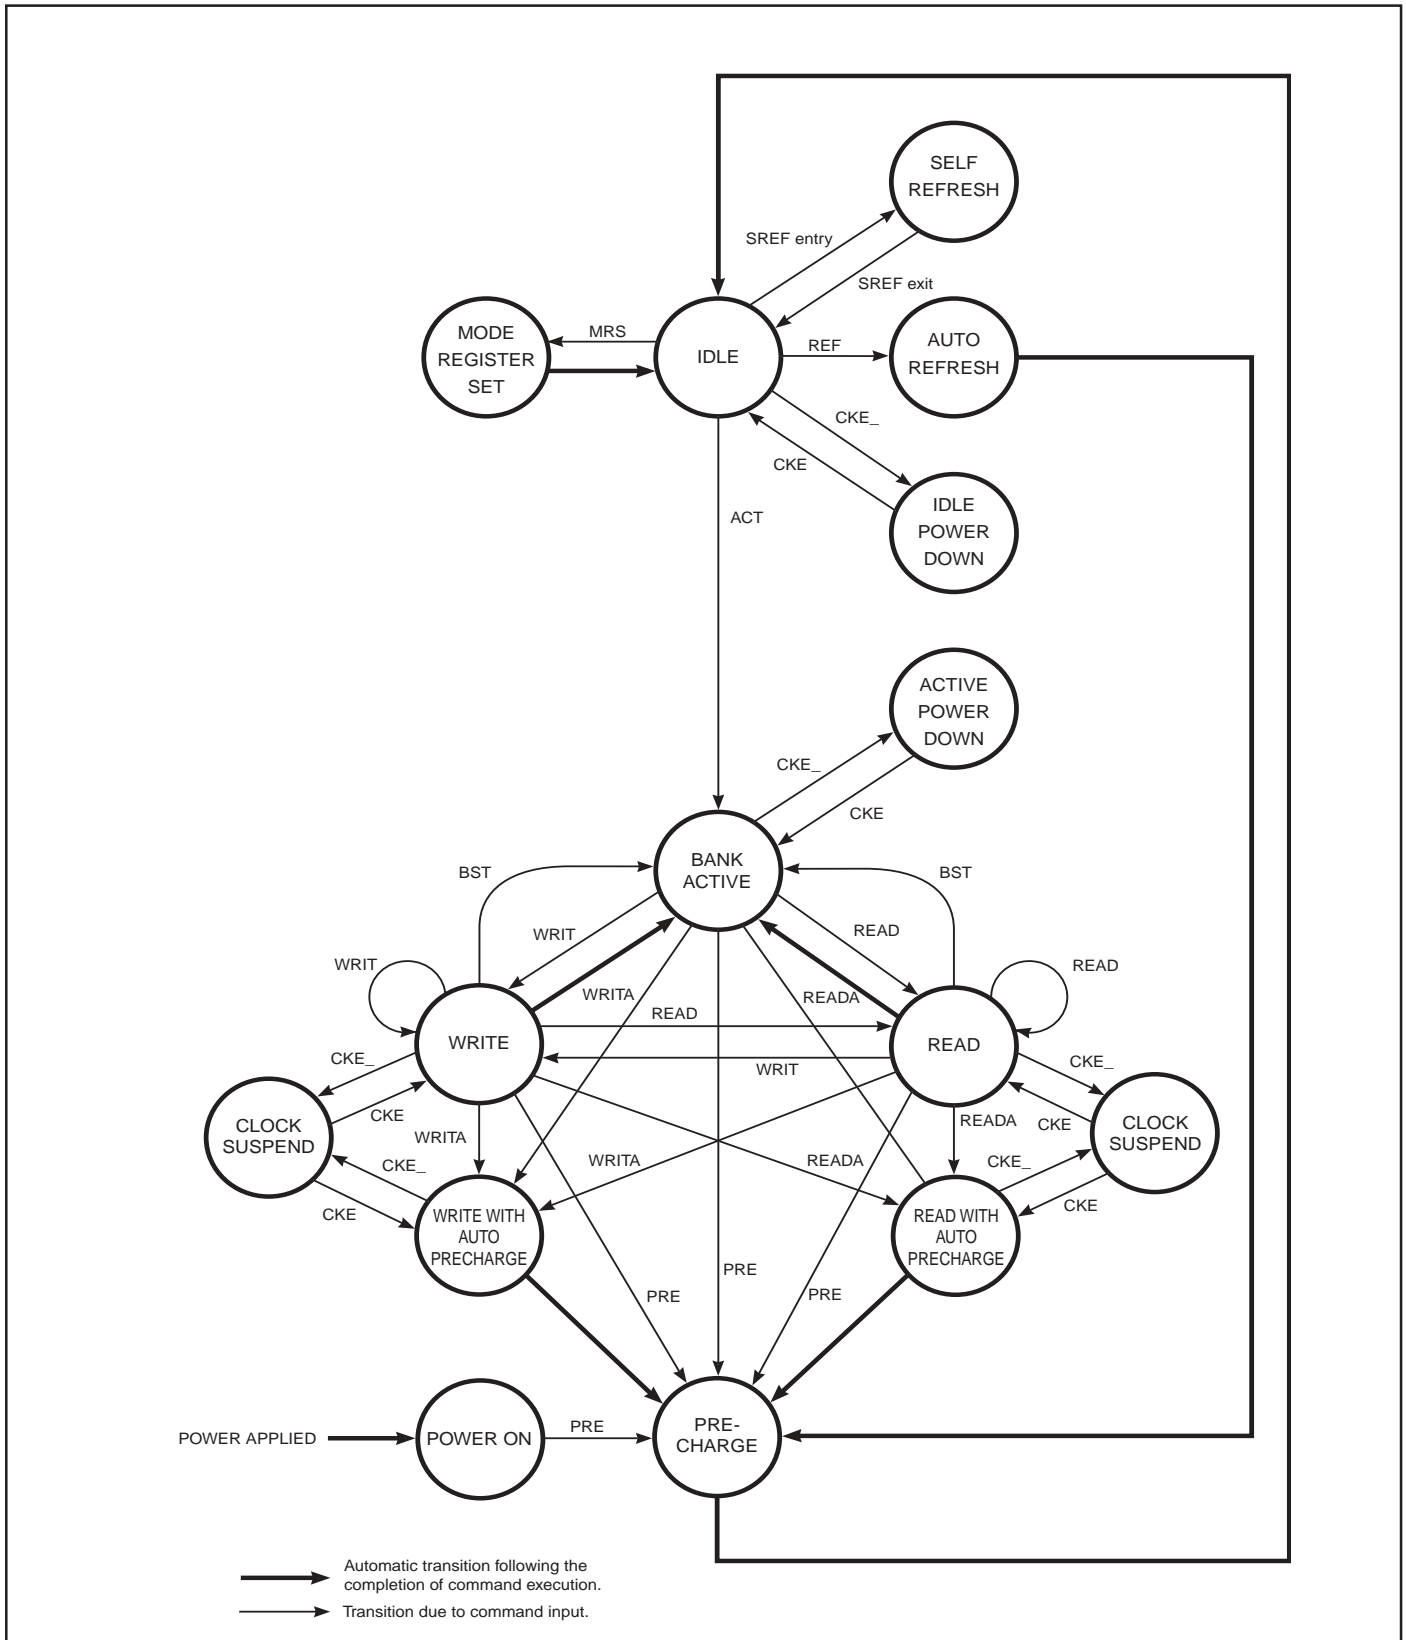 SELF
REFRESH
SREF entry
SREF exit
MODE
REGISTER
SET
MRS
IDLE
REF
AUTO
REFRESH
CKE_
CKE
IDLE
POWER
DOWN
ACT
ACTIVE
POWER
DOWN
CKE_
CKE
BANK
ACTIVE
BST
BST
WRIT
READ
WRIT
READ
WRITA
READA
READ
WRITE
READ
WRIT
CKE_
CKE_
CKE
CKE
CLOCK
SUSPEND
CLOCK
SUSPEND
WRITA
READA
CKE_
WRITA
READA
CKE_
CKE
CKE
WRITE WITH
AUTO
PRECHARGE
READ WITH
AUTO
PRECHARGE
PRE
PRE
PRE
POWER APPLIED
POWER ON
PRE
PRE-
CHARGE
Automatic transition following the
completion of command execution.
Transition due to command input.